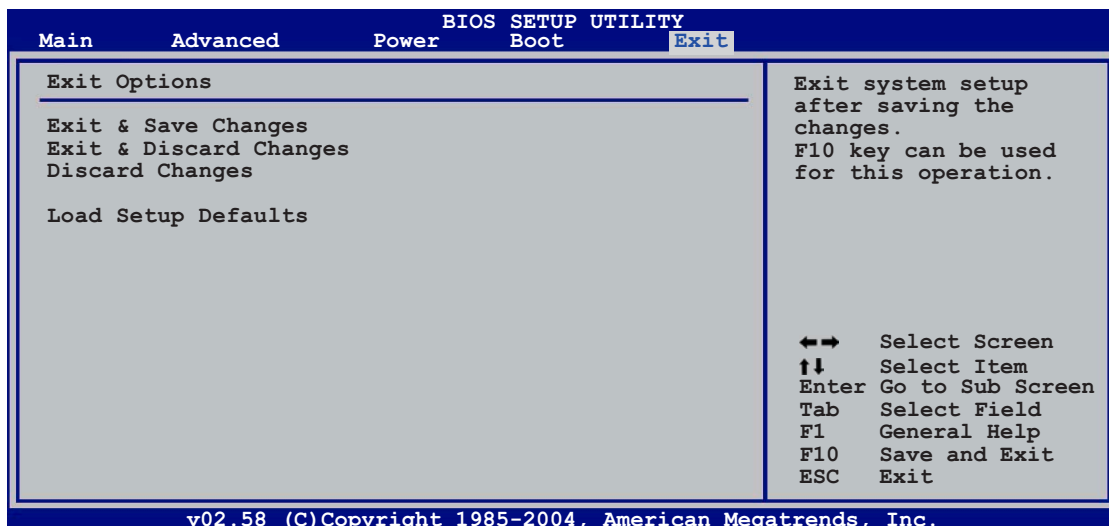 BIOS SETUP UTILITY
Main Advanced Power Boot Exit
Exit Options
Exit & Save Changes
Exit & Discard Changes
Discard Changes
Load Setup Defaults
Exit system setup
after saving the
changes.
F10 key can be used
for this operation.
←→ Select Screen
↑↓ Select Item
Enter Go to Sub Screen
Tab Select Field
F1 General Help
F10 Save and Exit
ESC Exit
v02.58 (C)Copyright 1985-2004, American Megatrends, Inc.